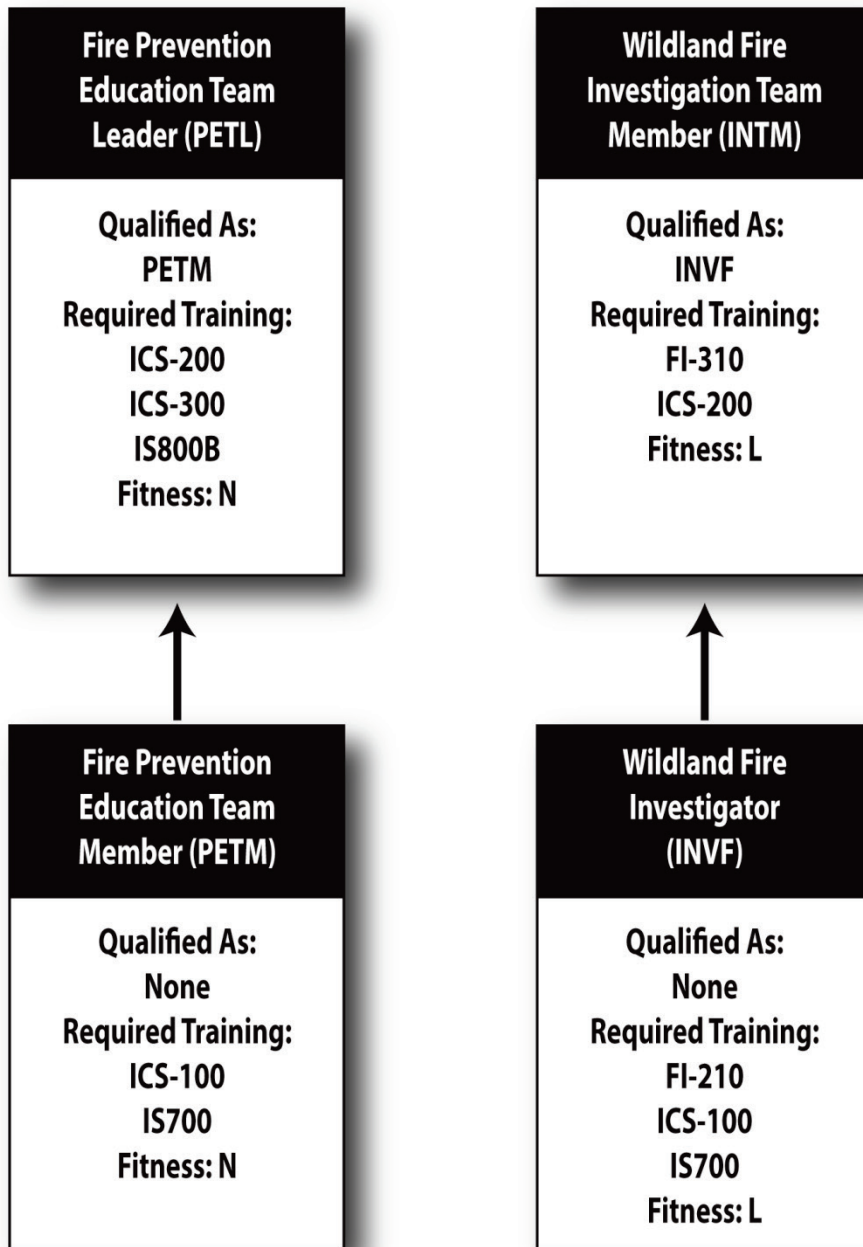 Fire Prevention
Education Team
Leader (PETL)
Qualified As:
PETM
Required Training:
ICS-200
ICS-300
IS800B
Fitness: N
Wildland Fire
Investigation Team
Member (INTM)
Qualified As:
INVF
Required Training:
FI-310
ICS-200
Fitness: L
Fire Prevention
Education Team
Member (PETM)
Qualified As:
None
Required Training:
ICS-100
IS700
Fitness: N
Wildland Fire
Investigator
(INVF)
Qualified As:
None
Required Training:
FI-210
ICS-100
IS700
Fitness: L